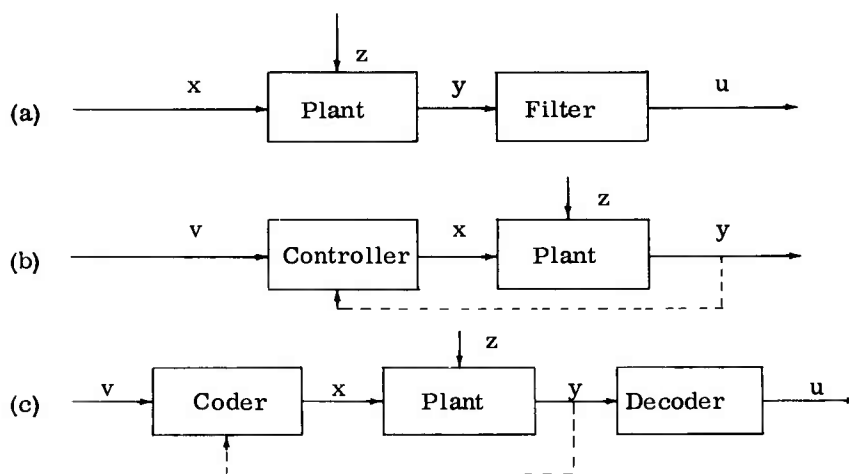 z
x y u
(a) Plant Filter
z
v x y
(b) Controller Plant
z
v x y u
(c) Coder Plant Decoder